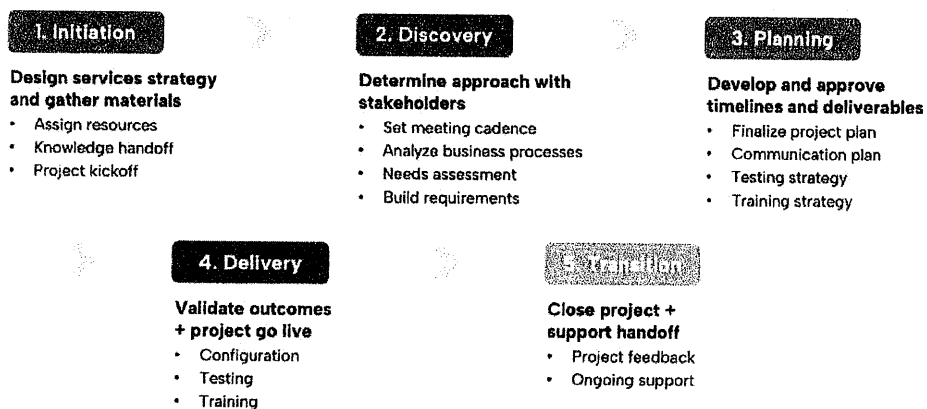 1. Initiation
Design services strategy
and gather materials
• Assign resources
• Knowledge handoff
• Project kickoff
2. Discovery
Determine approach with
stakeholders
• Set meeting cadence
• Analyze business processes
• Needs assessment
• Build requirements
3. Planning
Develop and approve
timelines and deliverables
• Finalize project plan
• Communication plan
• Testing strategy
• Training strategy
4. Delivery
Validate outcomes
+ project go live
• Configuration
• Testing
• Training
5. Transition
Close project +
support handoff
• Project feedback
• Ongoing support